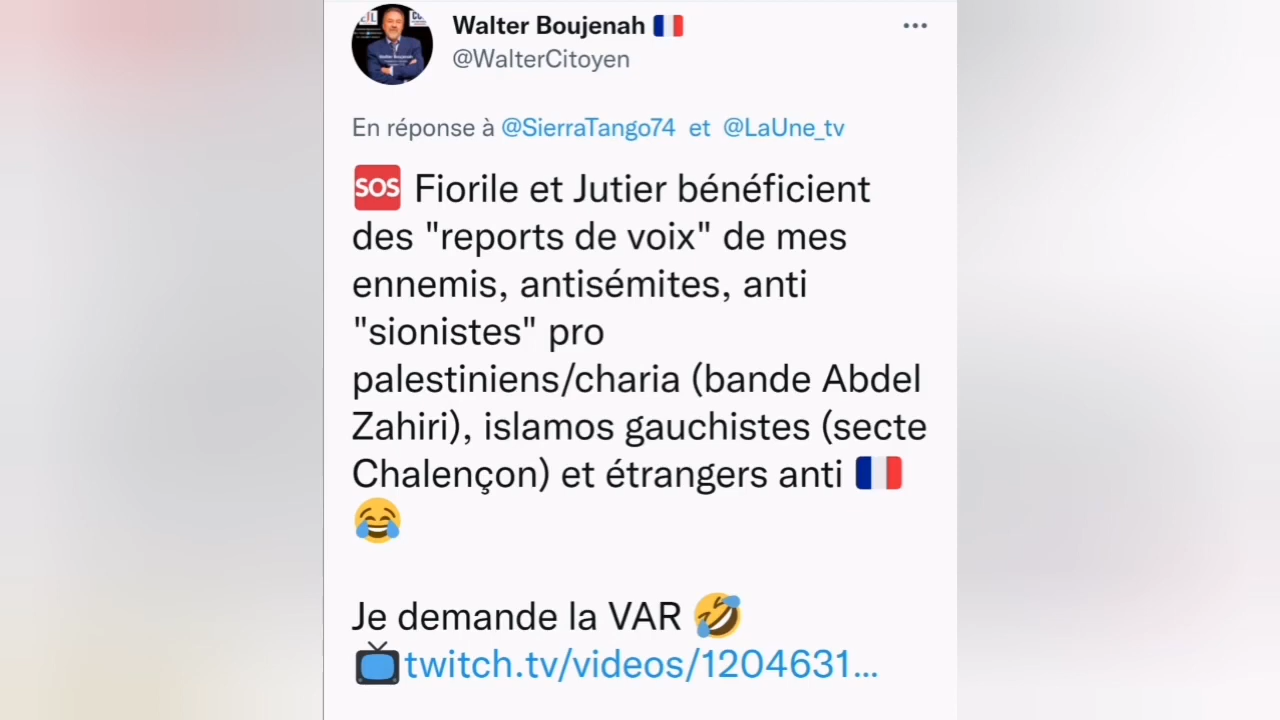 Walter Boujenah 🇫🇷
@WalterCitoyen
En réponse à @SierraTango74 et @LaUne_tv
🆘 Fiorile et Jutier bénéficient
des "reports de voix" de mes
ennemis, antisémites, anti
"sionistes" pro
palestiniens/charia (bande Abdel
Zahiri), islamos gauchistes (secte
Chalençon) et étrangers anti 🇫🇷
😂
Je demande la VAR 🤣
📺twitch.tv/videos/1204631...